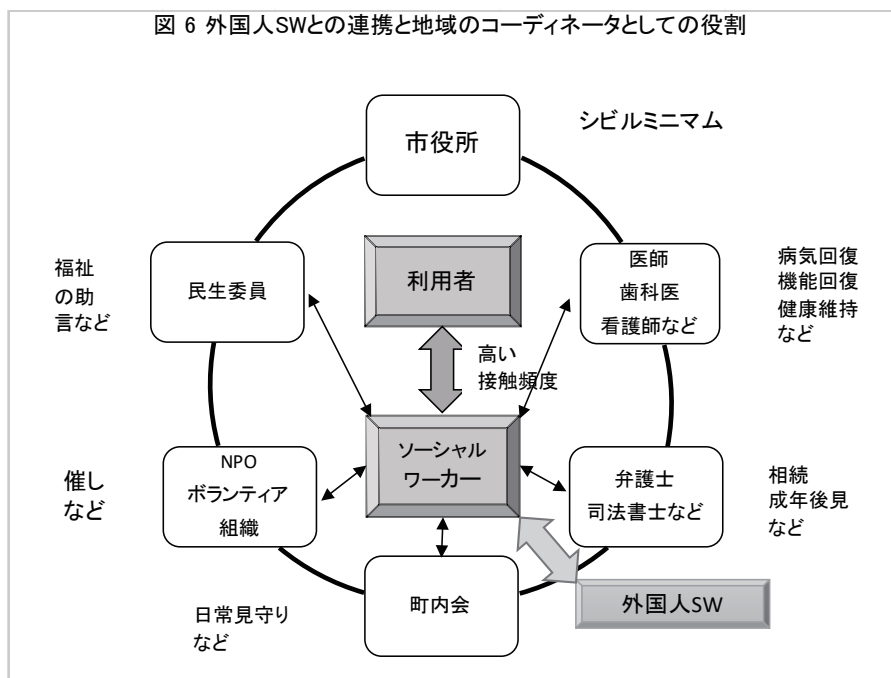 図 6 外国人SWとの連携と地域のコーディネータとしての役割
市役所
シビルミニマム
福祉
の助
言など
民生委員
利用者
医師
歯科医
看護師など
病気回復
機能回復
健康維持
など
高い
接触頻度
催し
など
NPO
ボランティア
組織
ソーシャル
ワーカー
弁護士
司法書士など
相続
成年後見
など
日常見守り
など
町内会
外国人SW